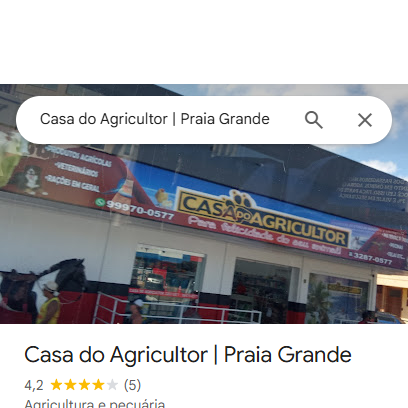 Casa do Agricultor | Praia Grande
•PRODUTOS AGRÍCOLAS
•VETERINÁRIOS
•RAÇÕES EM GERAL
99970-0577
CASA DO AGRICULTOR
Para felicidade do seu animal!
3287-0577
Casa do Agricultor | Praia Grande
4,2 (5)
Agricultura e pecuária